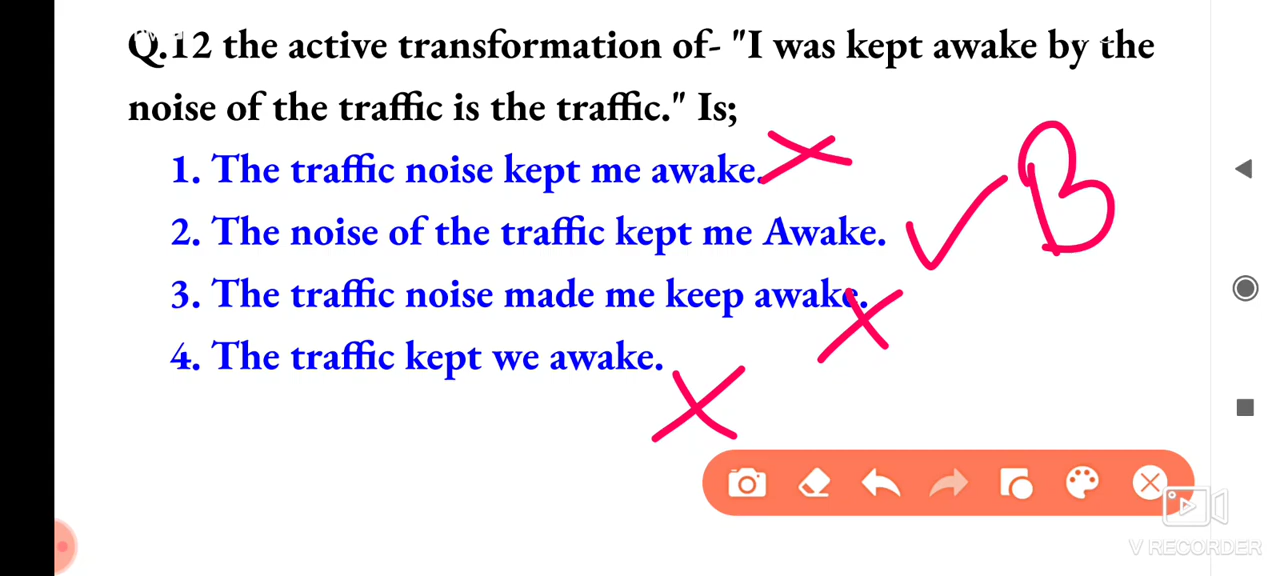 Q.12 the active transformation of- "I was kept awake by the
noise of the traffic is the traffic." Is;
1. The traffic noise kept me awake.
2. The noise of the traffic kept me Awake.
B
3. The traffic noise made me keep awake.
4. The traffic kept we awake.
V RECORDER